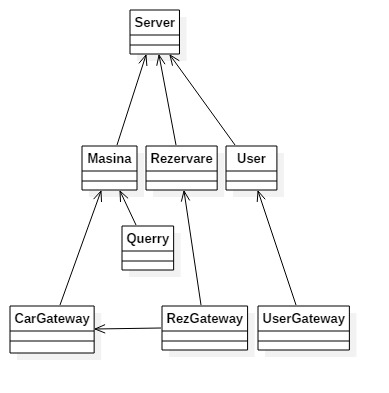 Server
Masina
Rezervare
User
Querry
CarGateway
RezGateway
UserGateway